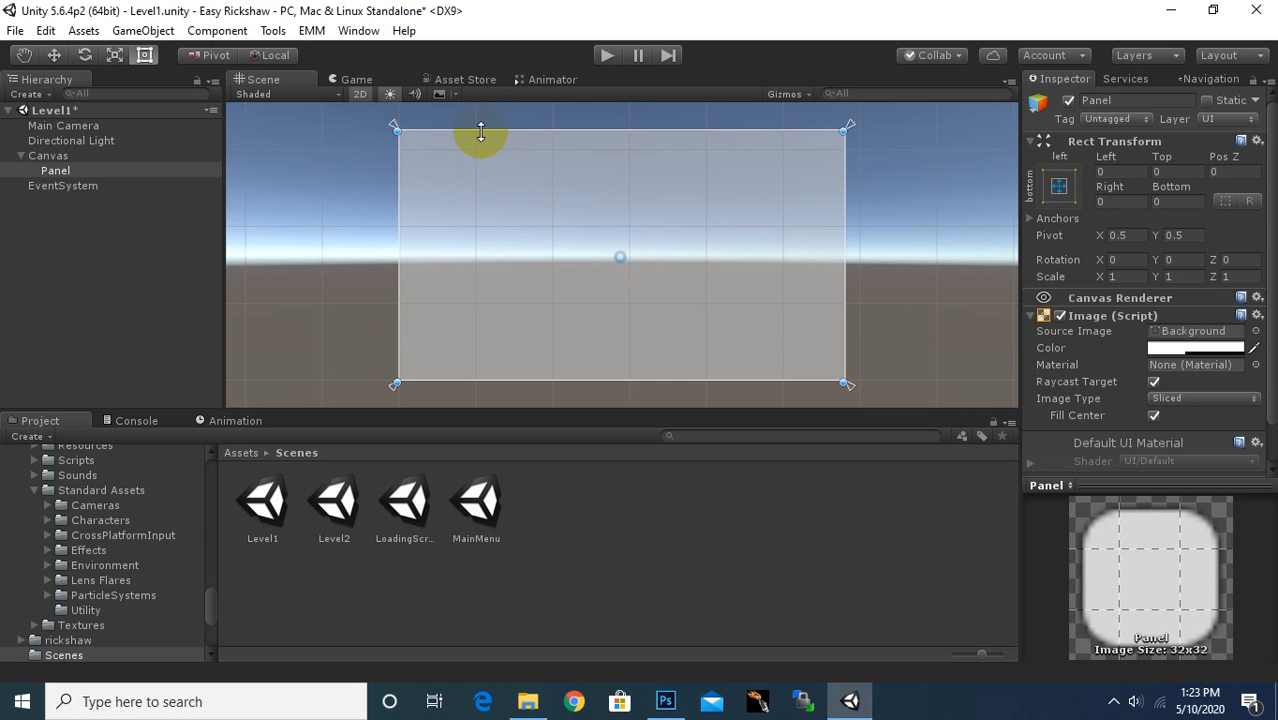 Unity 5.6.4p2 (64bit) - Level1.unity - Easy Rickshaw - PC, Mac & Linux Standalone* <DX9>
File Edit Assets GameObject Component Tools EMM Window Help
Pivot Local Collab Account Layers Layout
Hierarchy Scene Game Asset Store Animator Inspector Services Navigation
Create All Shaded 2D Gizmos All
Panel Static
Level1*
Tag Untagged Layer UI
Main Camera
Directional Light
Canvas
Panel
EventSystem
Rect Transform
left Left Top Pos Z
bottom 0 0 0
Right Bottom
0 0 R
Anchors
Pivot X 0.5 Y 0.5
Rotation X 0 Y 0 Z 0
Scale X 1 Y 1 Z 1
Canvas Renderer
Image (Script)
Source Image Background
Color
Material None (Material)
Raycast Target
Image Type Sliced
Fill Center
Default UI Material
Shader UI/Default
Panel
Panel
Image Size: 32x32
Project Console Animation
Create
Resources
Scripts
Sounds
Standard Assets
Cameras
Characters
CrossPlatformInput
Effects
Environment
Lens Flares
ParticleSystems
Utility
Textures
rickshaw
Scenes
Assets Scenes
Level1 Level2 LoadingScr... MainMenu
Type here to search
1:23 PM
5/10/2020